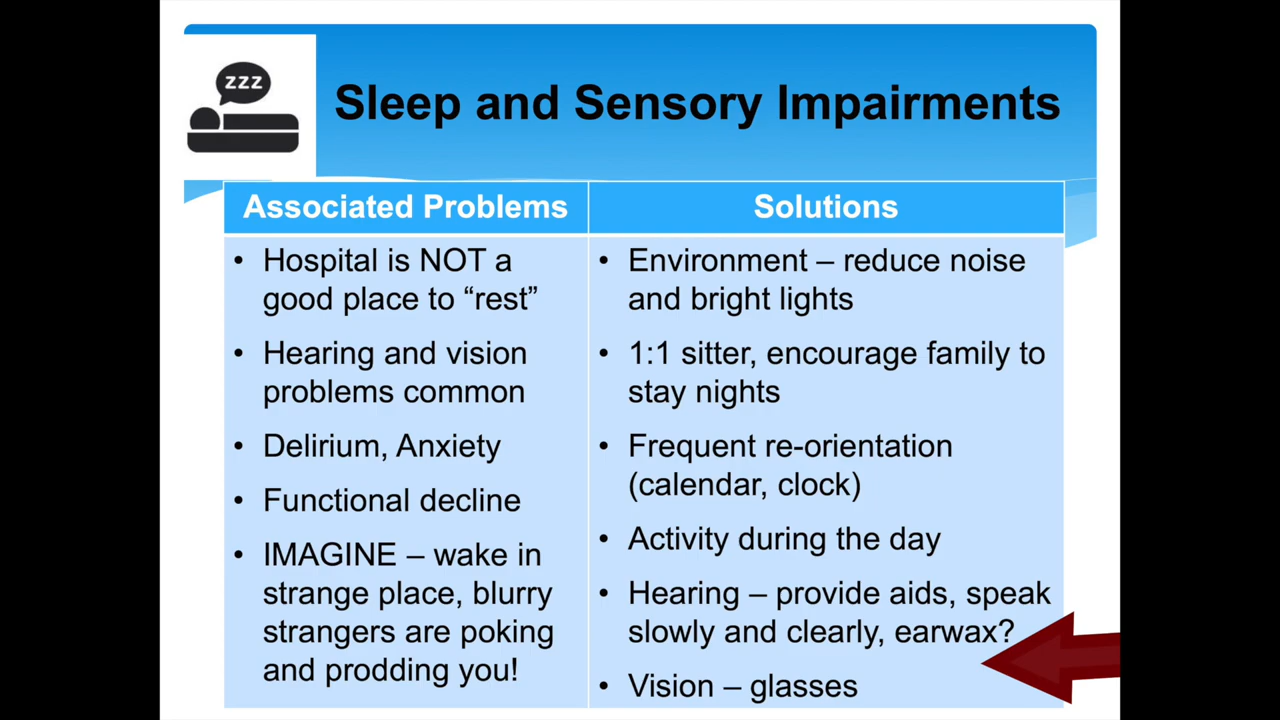 zzz
Sleep and Sensory Impairments
Associated Problems
Solutions
• Hospital is NOT a
good place to “rest”
• Hearing and vision
problems common
• Delirium, Anxiety
• Functional decline
• IMAGINE – wake in
strange place, blurry
strangers are poking
and prodding you!
• Environment – reduce noise
and bright lights
• 1:1 sitter, encourage family to
stay nights
• Frequent re-orientation
(calendar, clock)
• Activity during the day
• Hearing – provide aids, speak
slowly and clearly, earwax?
• Vision – glasses